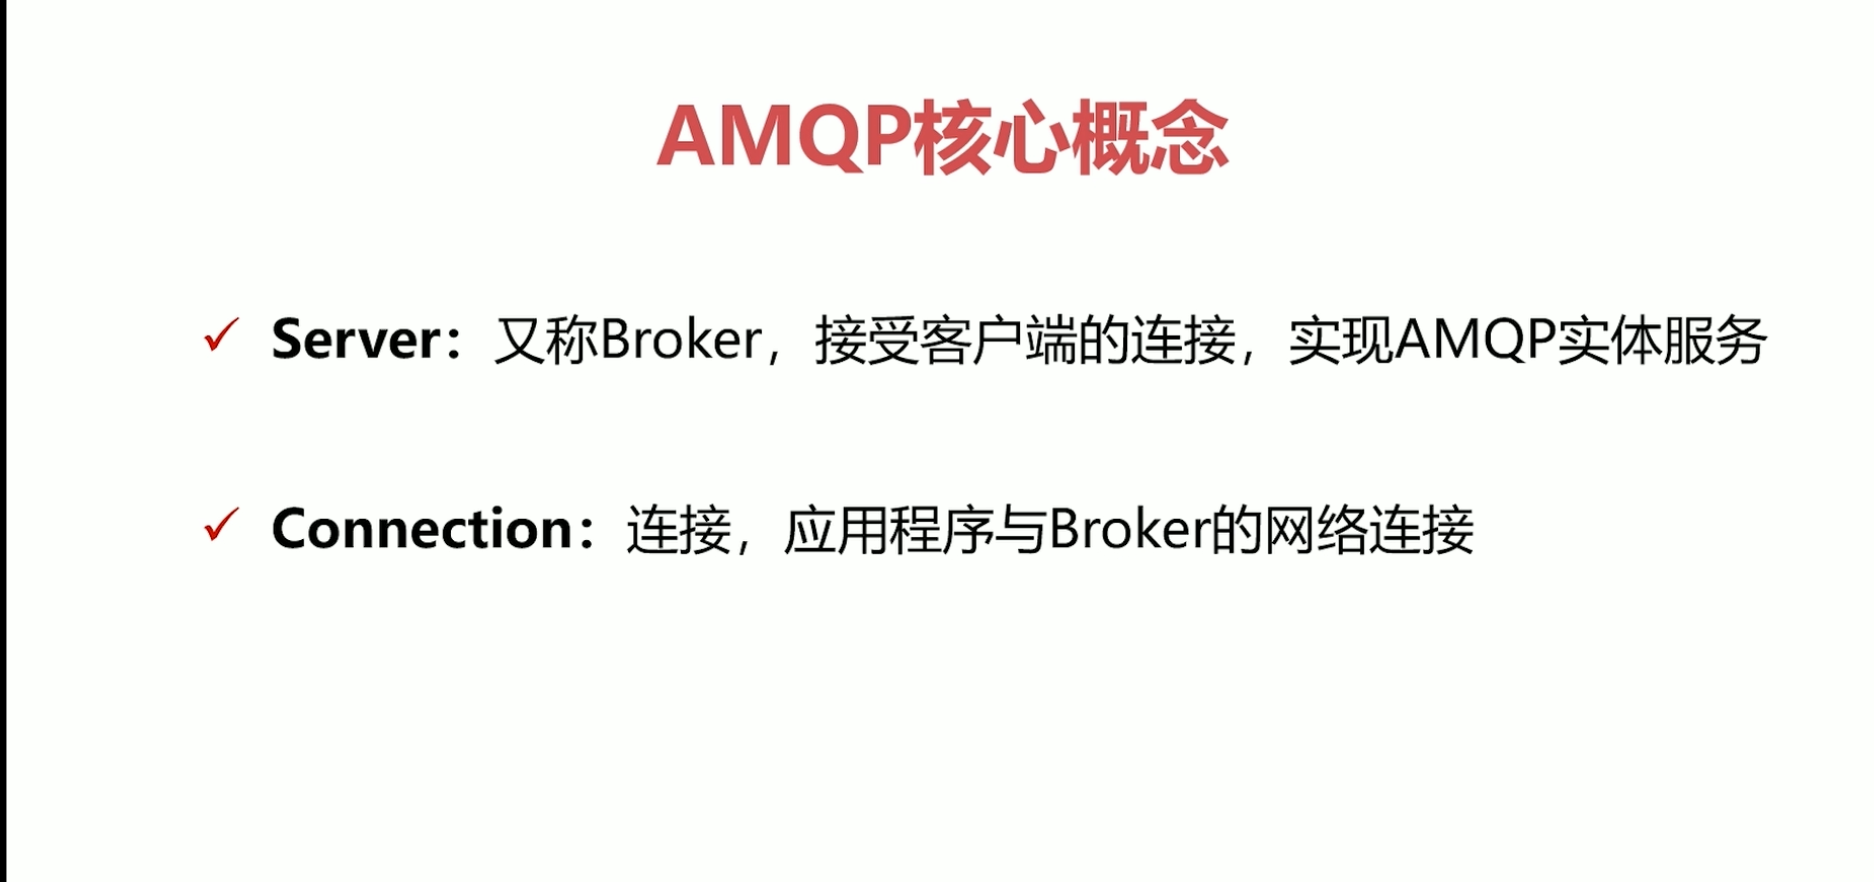 AMQP核心概念
Server：又称Broker，接受客户端的连接，实现AMQP实体服务
Connection：连接，应用程序与Broker的网络连接